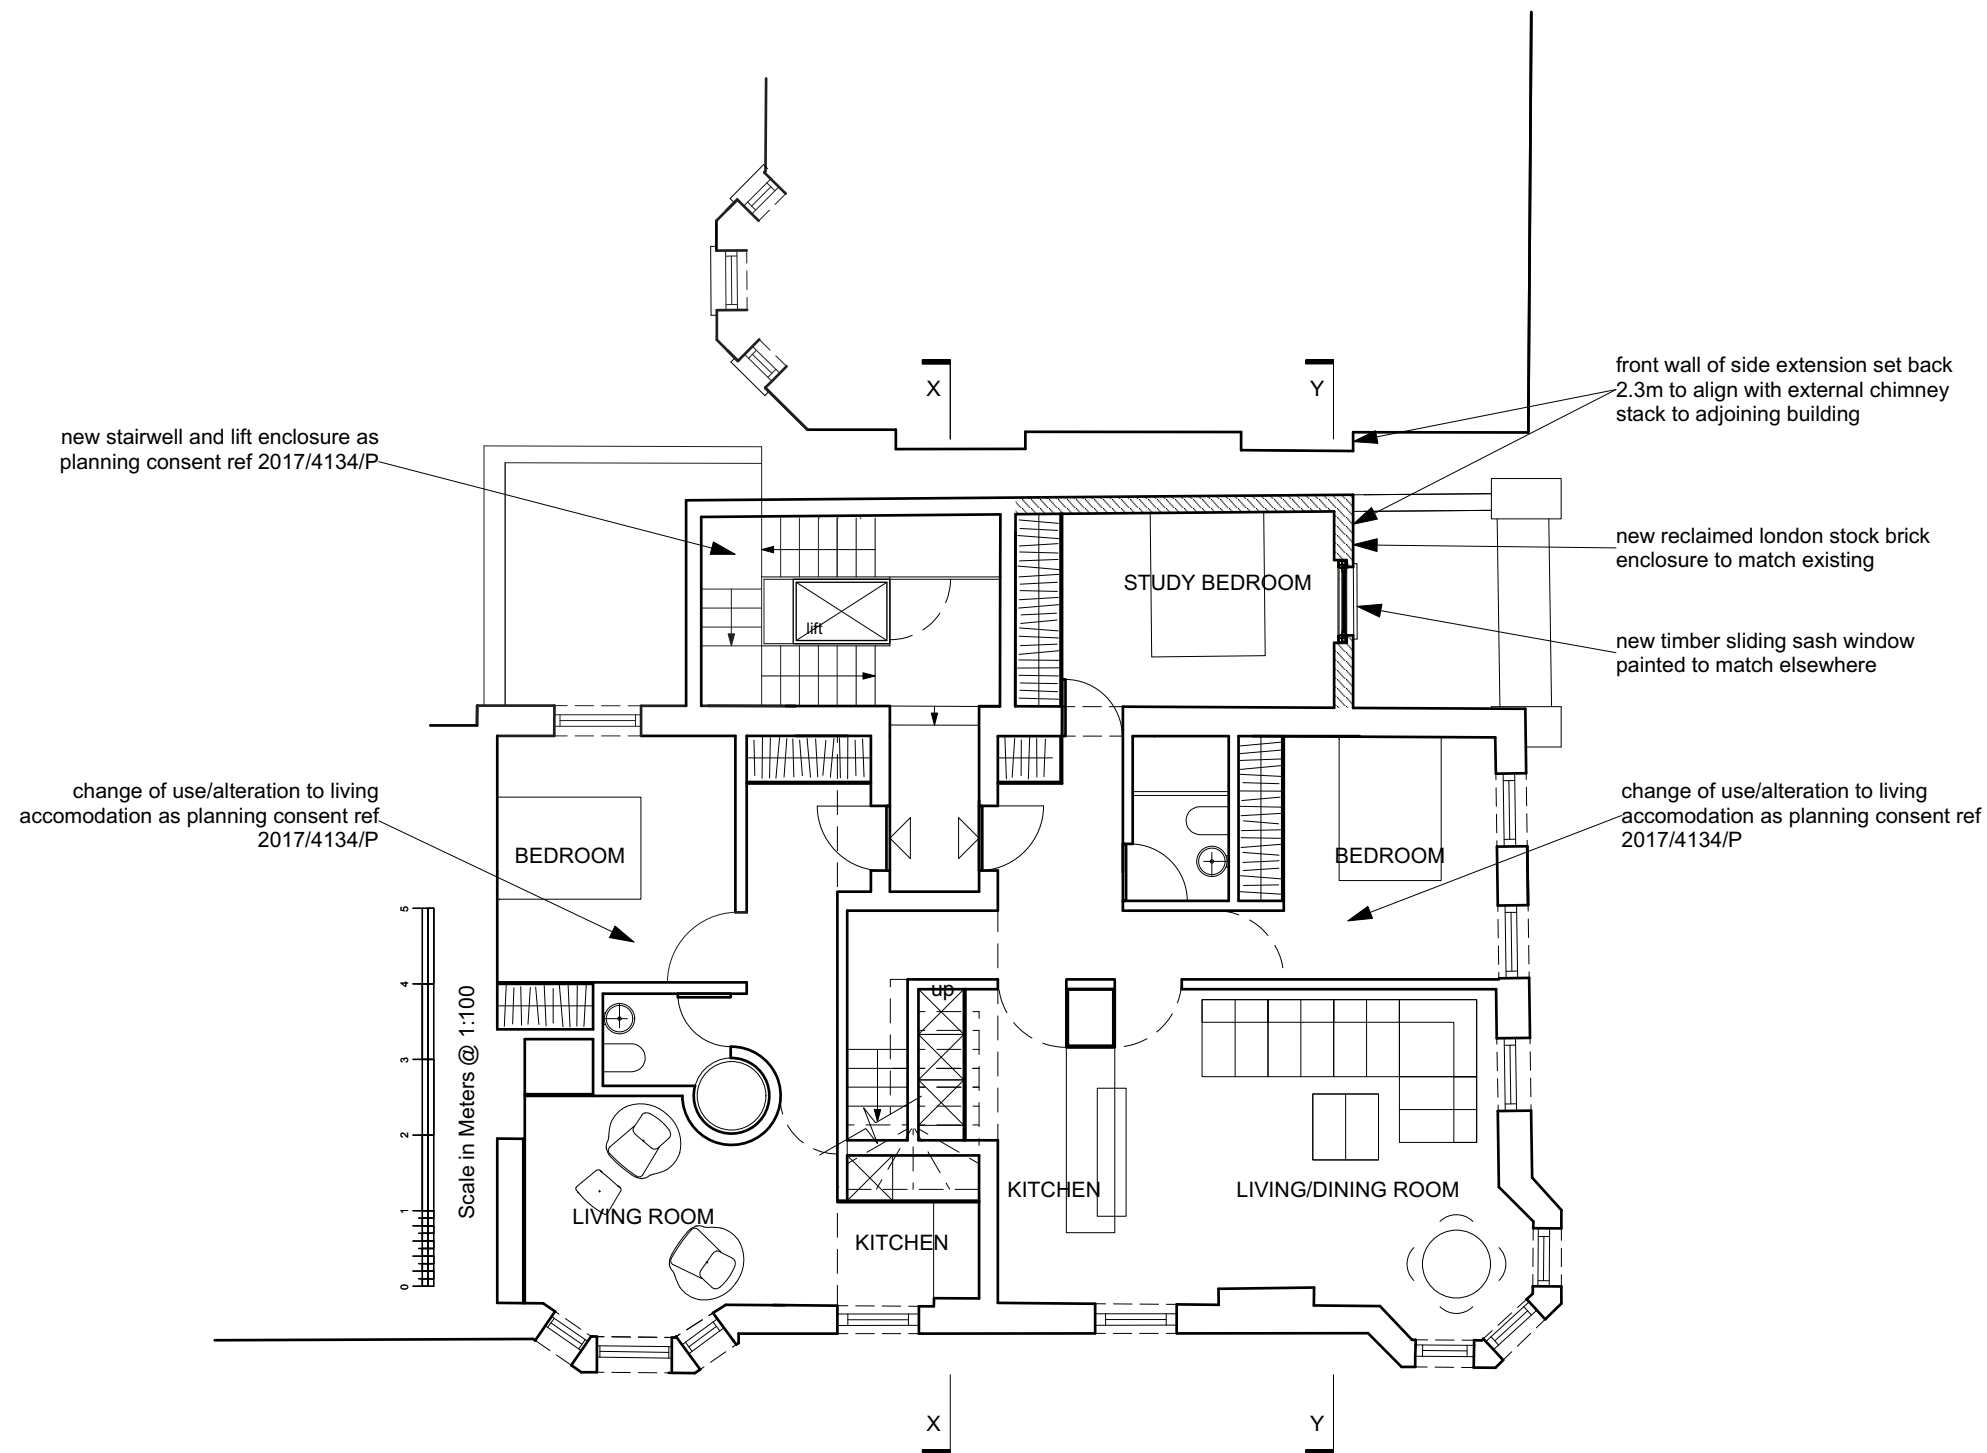 X
Y
front wall of side extension set back
2.3m to align with external chimney
stack to adjoining building
new stairwell and lift enclosure as
planning consent ref 2017/4134/P
new reclaimed london stock brick
enclosure to match existing
STUDY BEDROOM
lift
new timber sliding sash window
painted to match elsewhere
change of use/alteration to living
accomodation as planning consent ref
2017/4134/P
BEDROOM
BEDROOM
change of use/alteration to living
accomodation as planning consent ref
2017/4134/P
5
4
3
2
1
0
Scale in Meters @ 1:100
up
KITCHEN
LIVING/DINING ROOM
LIVING ROOM
KITCHEN
X
Y